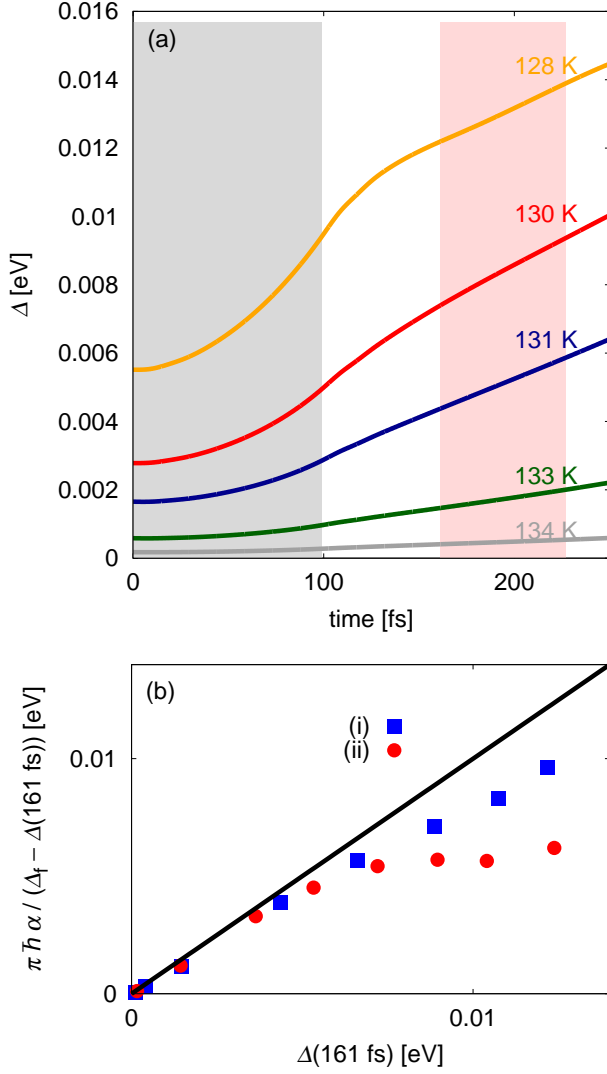 0.016
(a)
128 K
0.014
0.012
130 K
0.01
Δ [eV]
0.008
131 K
0.006
0.004
133 K
0.002
134 K
0
0 100 200
time [fs]
(b)
(i)
(ii)
π ħ α / (Δf − Δ(161 fs)) [eV]
0.01
0
0 0.01
Δ(161 fs) [eV]